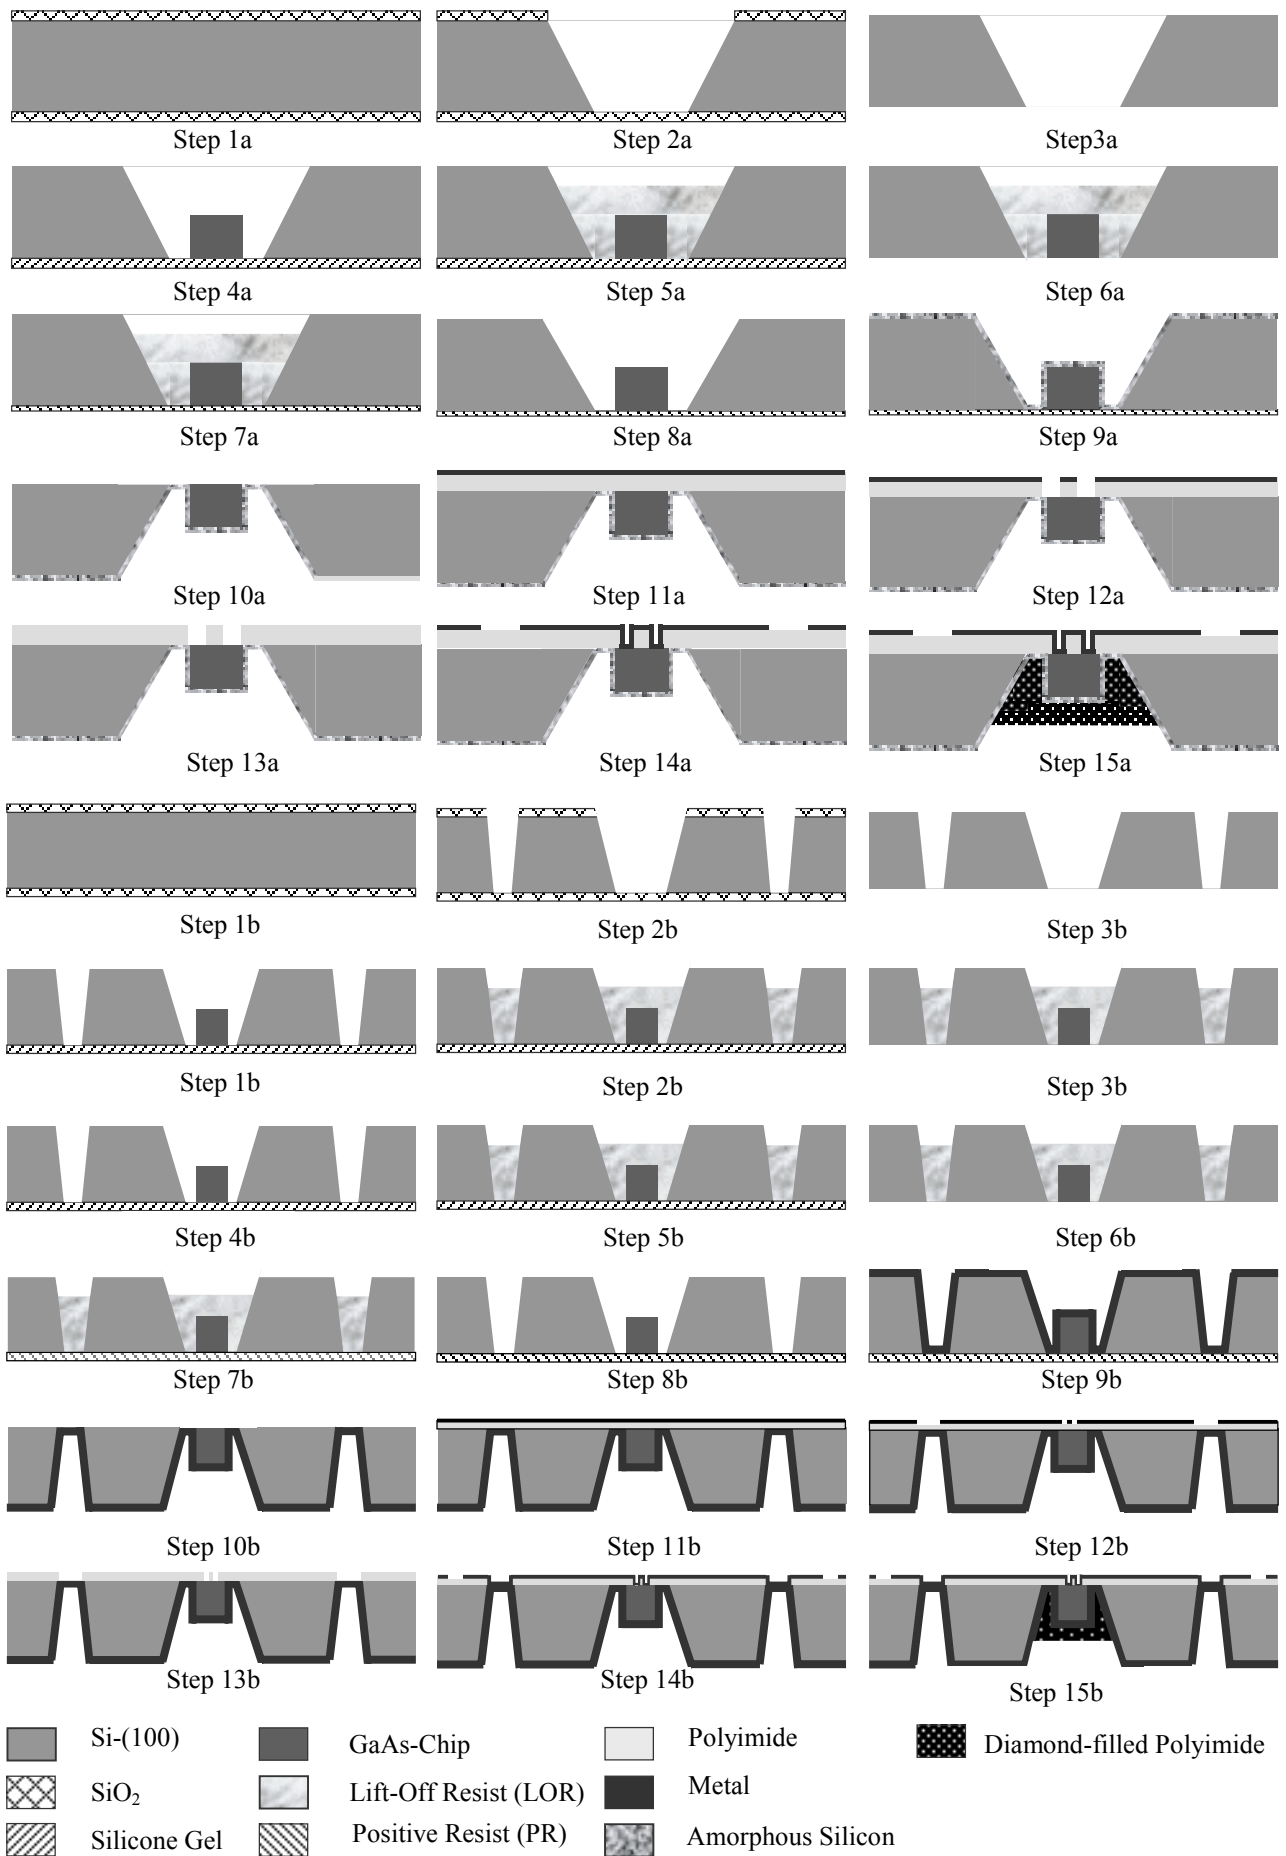 Step 1a
Step 2a
Step3a
Step 4a
Step 5a
Step 6a
Step 7a
Step 8a
Step 9a
Step 10a
Step 11a
Step 12a
Step 13a
Step 14a
Step 15a
Step 1b
Step 2b
Step 3b
Step 1b
Step 2b
Step 3b
Step 4b
Step 5b
Step 6b
Step 7b
Step 8b
Step 9b
Step 10b
Step 11b
Step 12b
Step 13b
Step 14b
Step 15b
Si-(100)
GaAs-Chip
Polyimide
Diamond-filled Polyimide
SiO₂
Lift-Off Resist (LOR)
Metal
Silicone Gel
Positive Resist (PR)
Amorphous Silicon